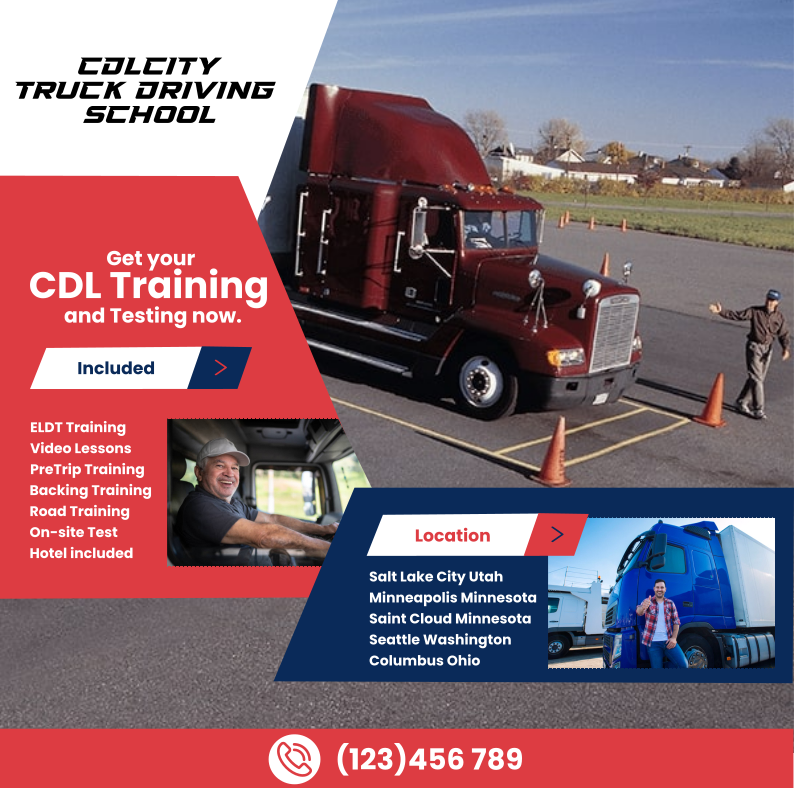 CDLCITY
TRUCK DRIVING
SCHOOL
Get your
CDL Training
and Testing now.
Included
ELDT Training
Video Lessons
PreTrip Training
Backing Training
Road Training
On-site Test
Hotel included
Location
Salt Lake City Utah
Minneapolis Minnesota
Saint Cloud Minnesota
Seattle Washington
Columbus Ohio
(123)456 789